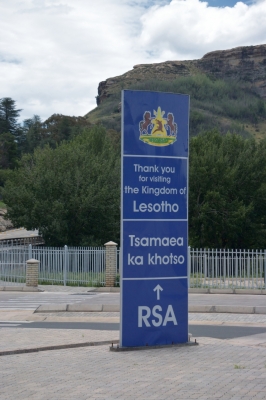 Thank you
for visiting
the Kingdom of
Lesotho
Tsamaea
ka khotso
↑
RSA